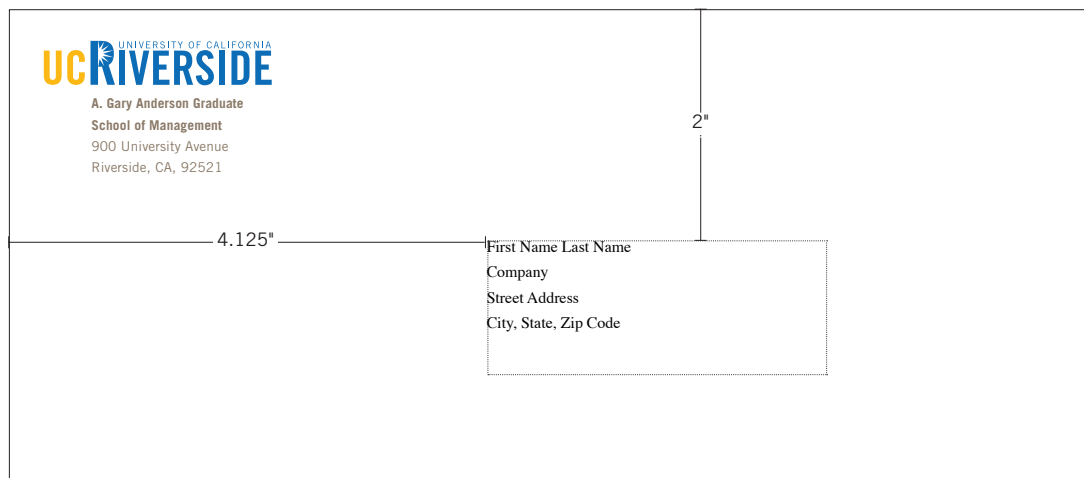 UNIVERSITY OF CALIFORNIA
UCRIVERSIDE
A. Gary Anderson Graduate
School of Management
900 University Avenue
Riverside, CA, 92521
2"
4.125"
First Name Last Name
Company
Street Address
City, State, Zip Code